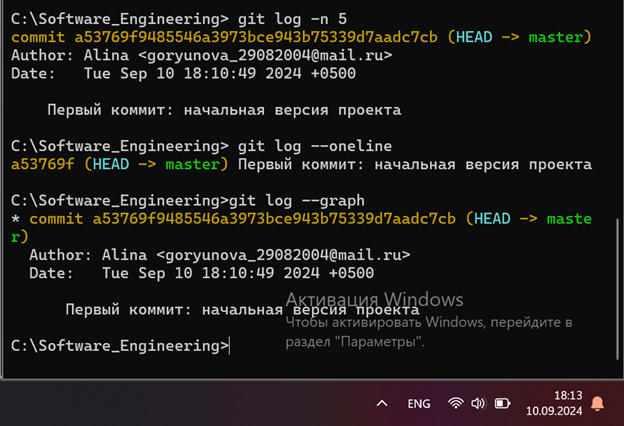 C:\Software_Engineering> git log -n 5
commit a53769f9485546a3973bce943b75339d7aadc7cb (HEAD -> master)
Author: Alina <goryunova_29082004@mail.ru>
Date:   Tue Sep 10 18:10:49 2024 +0500
Первый коммит: начальная версия проекта
C:\Software_Engineering> git log --oneline
a53769f (HEAD -> master) Первый коммит: начальная версия проекта
C:\Software_Engineering>git log --graph
* commit a53769f9485546a3973bce943b75339d7aadc7cb (HEAD -> maste
r)
Author: Alina <goryunova_29082004@mail.ru>
Date:   Tue Sep 10 18:10:49 2024 +0500
Активация Windows
Первый коммит: начальная версия проекта
Чтобы активировать Windows, перейдите в
раздел "Параметры".
C:\Software_Engineering>
ENG
18:13
10.09.2024